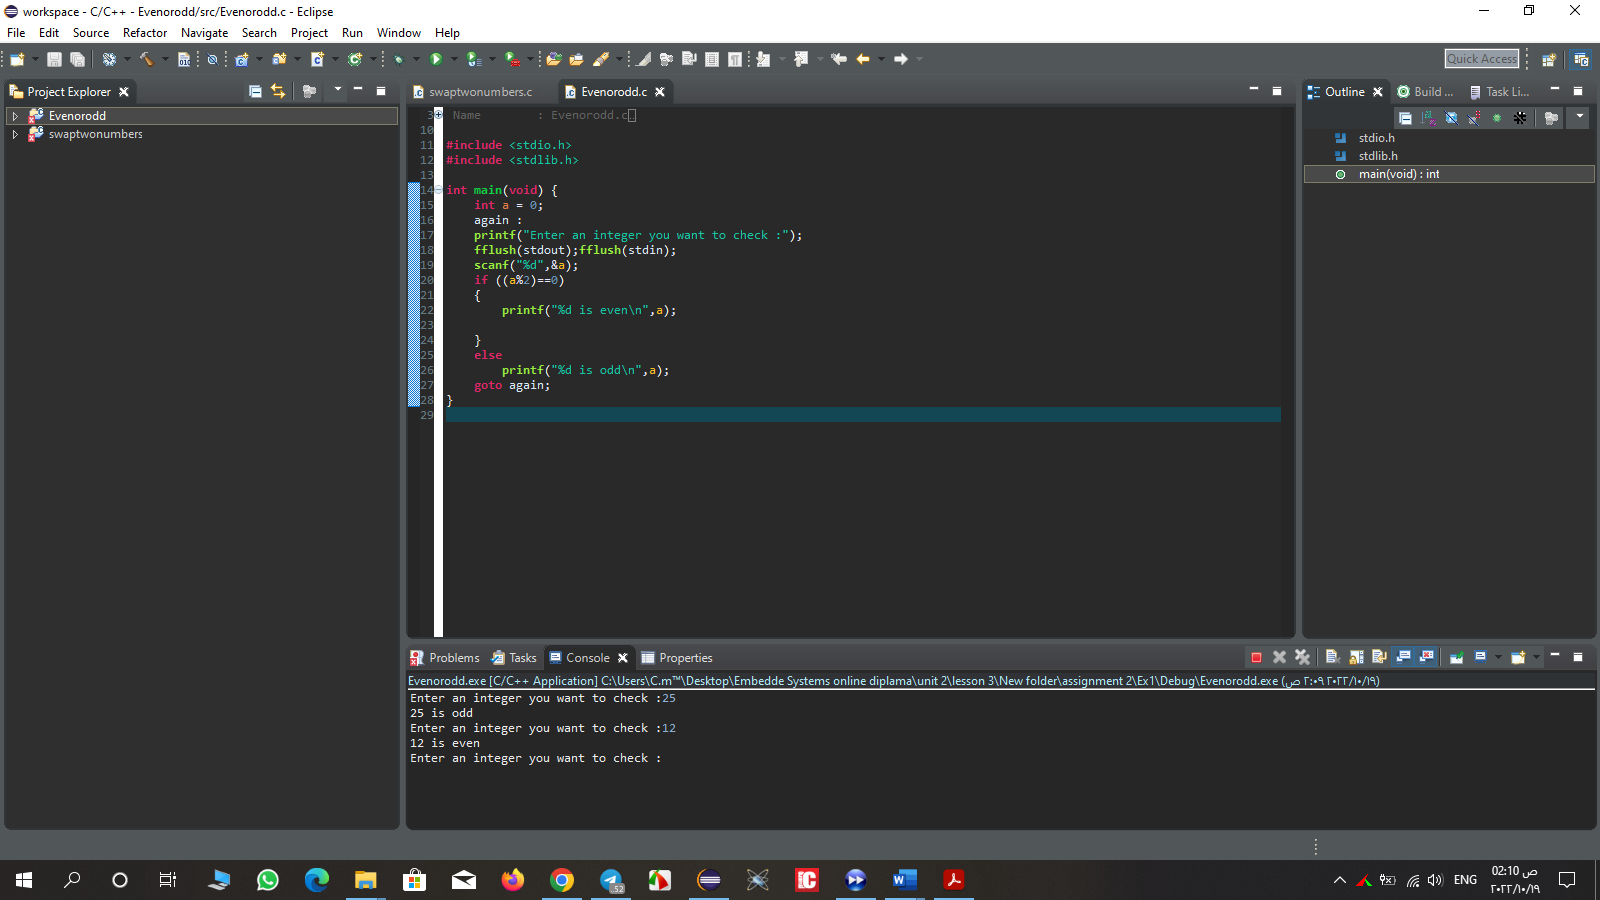 workspace - C/C++ - Evenorodd/src/Evenorodd.c - Eclipse
File Edit Source Refactor Navigate Search Project Run Window Help
Quick Access
Project Explorer
Evenorodd
swaptwonumbers
swaptwonumbers.c Evenorodd.c
3 Name : Evenorodd.c
10
11 #include <stdio.h>
12 #include <stdlib.h>
13
14 int main(void) {
15 int a = 0;
16 again :
17 printf("Enter an integer you want to check :");
18 fflush(stdout);fflush(stdin);
19 scanf("%d",&a);
20 if ((a%2)==0)
21 {
22 printf("%d is even\n",a);
23
24 }
25 else
26 printf("%d is odd\n",a);
27 goto again;
28 }
29
Outline Build ... Task Li...
stdio.h
stdlib.h
main(void) : int
Problems Tasks Console Properties
Evenorodd.exe [C/C++ Application] C:\Users\C.m™\Desktop\Embedde Systems online diplama\unit 2\lesson 3\New folder\assignment 2\Ex1\Debug\Evenorodd.exe (٢٠٢٢/١٠/١٩ ٢:٠٩ ص)
Enter an integer you want to check :25
25 is odd
Enter an integer you want to check :12
12 is even
Enter an integer you want to check :
52
ENG
02:10 ص
٢٠٢٢/١٠/١٩